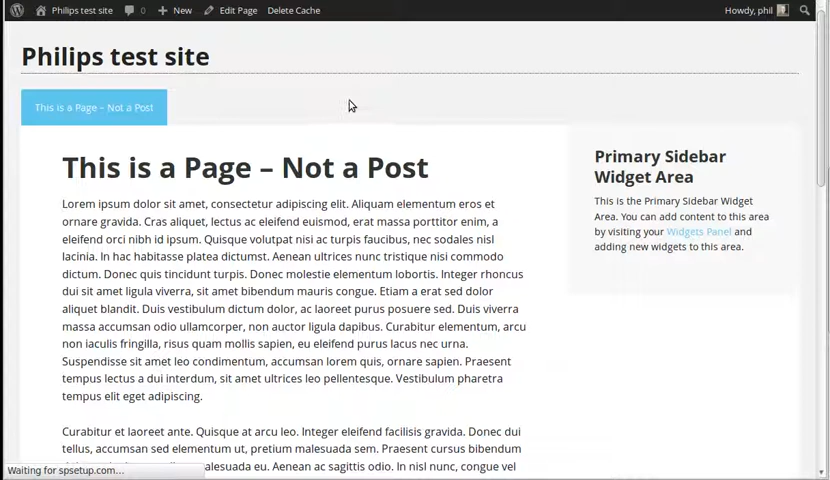 Philips test site 0 New Edit Page Delete Cache Howdy, phil
Philips test site
This is a Page – Not a Post
This is a Page – Not a Post
Lorem ipsum dolor sit amet, consectetur adipiscing elit. Aliquam elementum eros et
ornare gravida. Cras aliquet, lectus ac eleifend euismod, erat massa porttitor enim, a
eleifend orci nibh id ipsum. Quisque volutpat nisi ac turpis faucibus, nec sodales nisl
lacinia. In hac habitasse platea dictumst. Aenean ultrices nunc tristique nisi commodo
dictum. Donec quis tincidunt turpis. Donec molestie elementum lobortis. Integer rhoncus
dui sit amet ligula viverra, sit amet bibendum mauris congue. Etiam a erat sed dolor
aliquet blandit. Duis vestibulum dictum dolor, ac laoreet purus posuere sed. Duis viverra
massa accumsan odio ullamcorper, non auctor ligula dapibus. Curabitur elementum, arcu
non iaculis fringilla, risus quam mollis sapien, eu eleifend purus lacus nec urna.
Suspendisse sit amet leo condimentum, accumsan lorem quis, ornare sapien. Praesent
tempus lectus a dui interdum, sit amet ultrices leo pellentesque. Vestibulum pharetra
tempus elit eget adipiscing.
Curabitur et laoreet ante. Quisque at arcu leo. Integer eleifend facilisis gravida. Donec dui
tellus, accumsan sed elementum ut, pretium malesuada sem. Praesent cursus bibendum
malesuada eu. Aenean ac sagittis odio. In nisl nunc, congue vel
Primary Sidebar
Widget Area
This is the Primary Sidebar Widget
Area. You can add content to this area
by visiting your Widgets Panel and
adding new widgets to this area.
Waiting for spsetup.com...